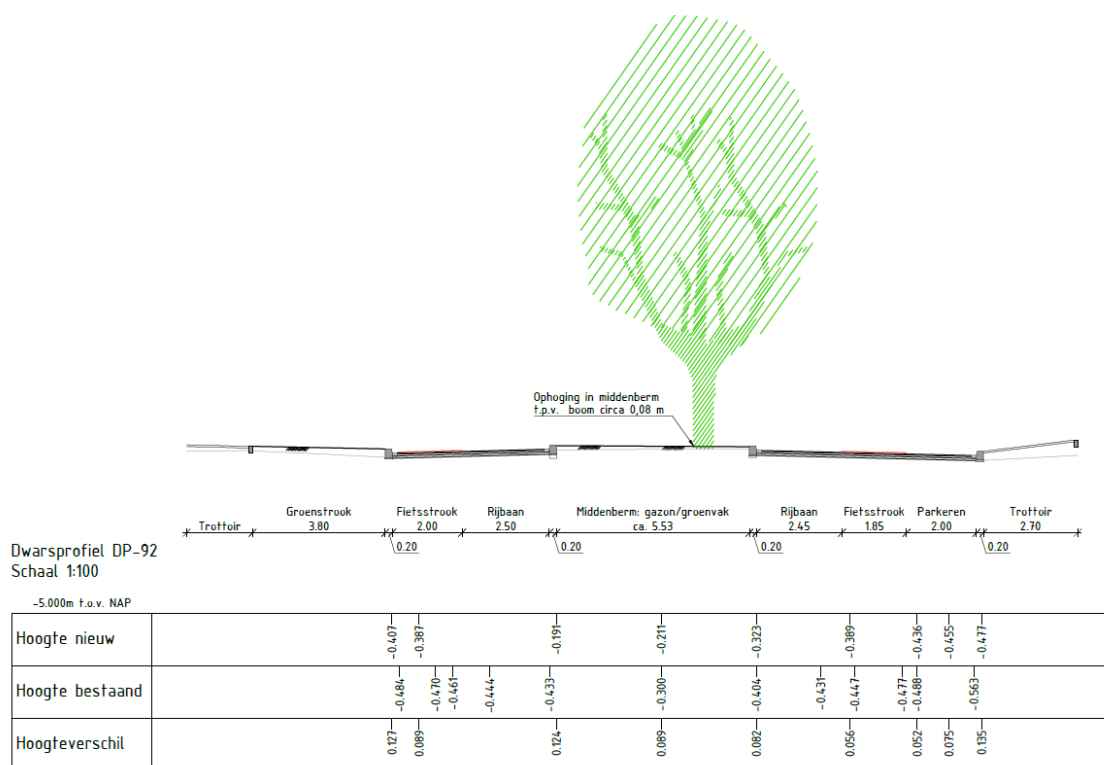 Ophoging in middenberm
t.p.v. boom circa 0,08 m
Trottoir
Groenstrook
3.80
Fietsstrook
2.00
Rijbaan
2.50
Middenberm: gazon/groenvak
ca. 5.53
Rijbaan
2.45
Fietsstrook
1.85
Parkeren
2.00
Trottoir
2.70
0.20
0.20
0.20
0.20
Dwarsprofiel DP-92
Schaal 1:100
-5.000m t.o.v. NAP
Hoogte nieuw
-0.407
-0.387
-0.191
-0.211
-0.323
-0.389
-0.436
-0.455
-0.477
Hoogte bestaand
-0.484
-0.470
-0.461
-0.444
-0.433
-0.300
-0.404
-0.431
-0.447
-0.477
-0.488
-0.563
Hoogteverschil
0.127
0.089
0.124
0.089
0.082
0.056
0.052
0.075
0.135